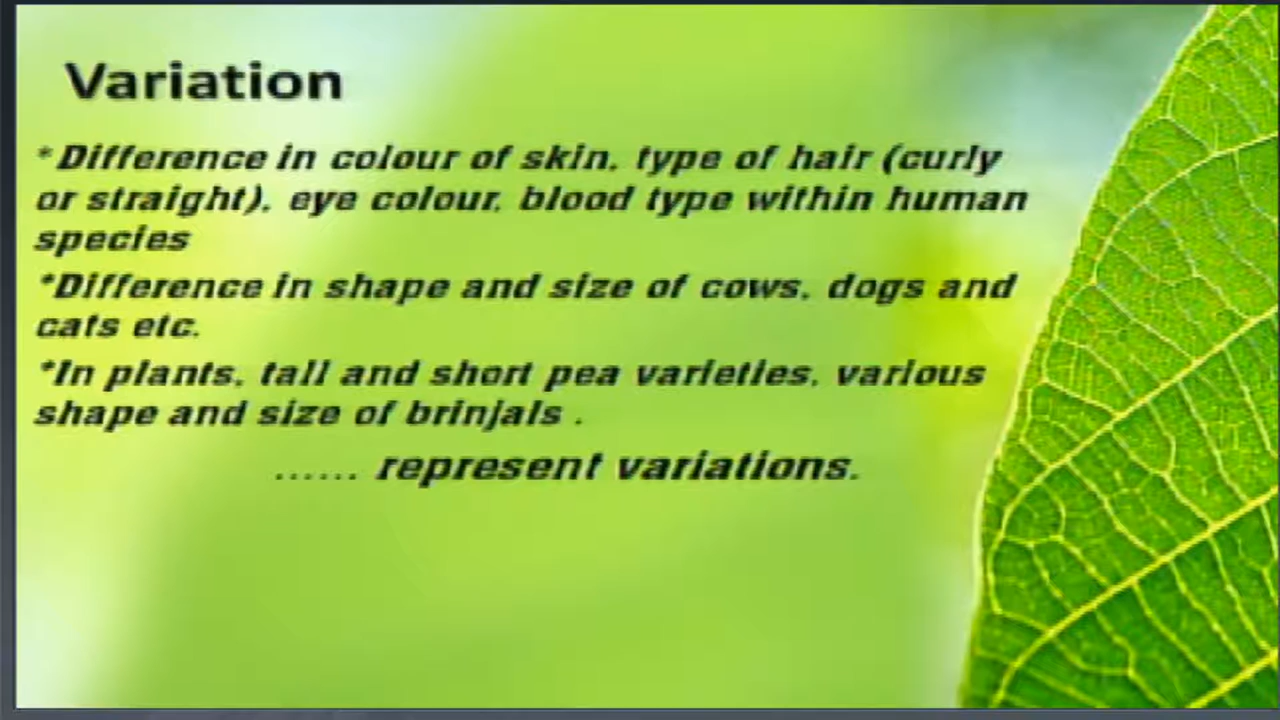 Variation
*Difference in colour of skin, type of hair (curly
or straight), eye colour, blood type within human
species
*Difference in shape and size of cows, dogs and
cats etc.
*In plants, tall and short pea varieties, various
shape and size of brinjals .
...... represent variations.